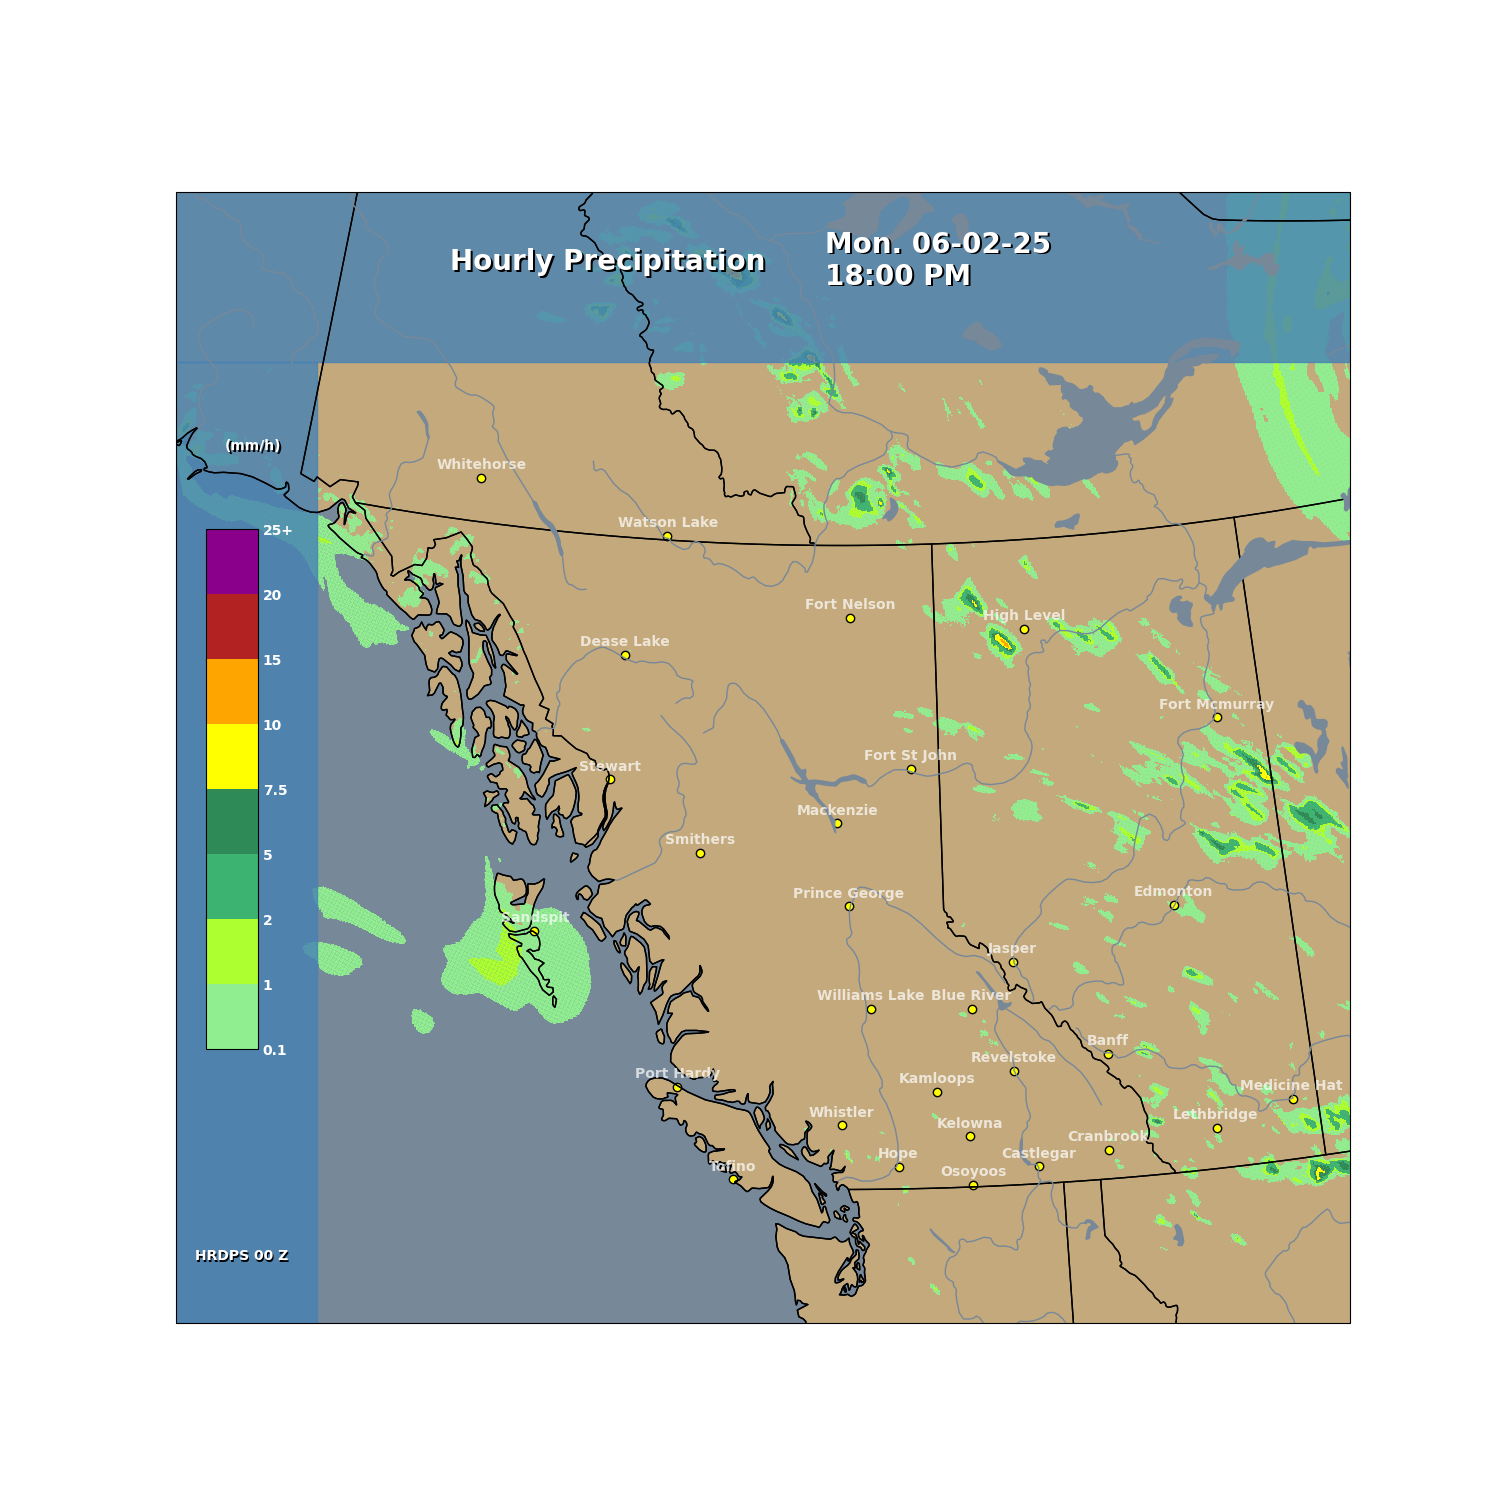 Hourly Precipitation
Mon. 06-02-25
18:00 PM
(mm/h)
25+
20
15
10
7.5
5
2
1
0.1
Whitehorse
Watson Lake
Fort Nelson
High Level
Dease Lake
Fort Mcmurray
Fort St John
Stewart
Mackenzie
Smithers
Prince George
Edmonton
Sandspit
Jasper
Williams Lake
Blue River
Banff
Revelstoke
Port Hardy
Kamloops
Medicine Hat
Whistler
Lethbridge
Kelowna
Cranbrook
Hope
Castlegar
Tofino
Osoyoos
HRDPS 00 Z